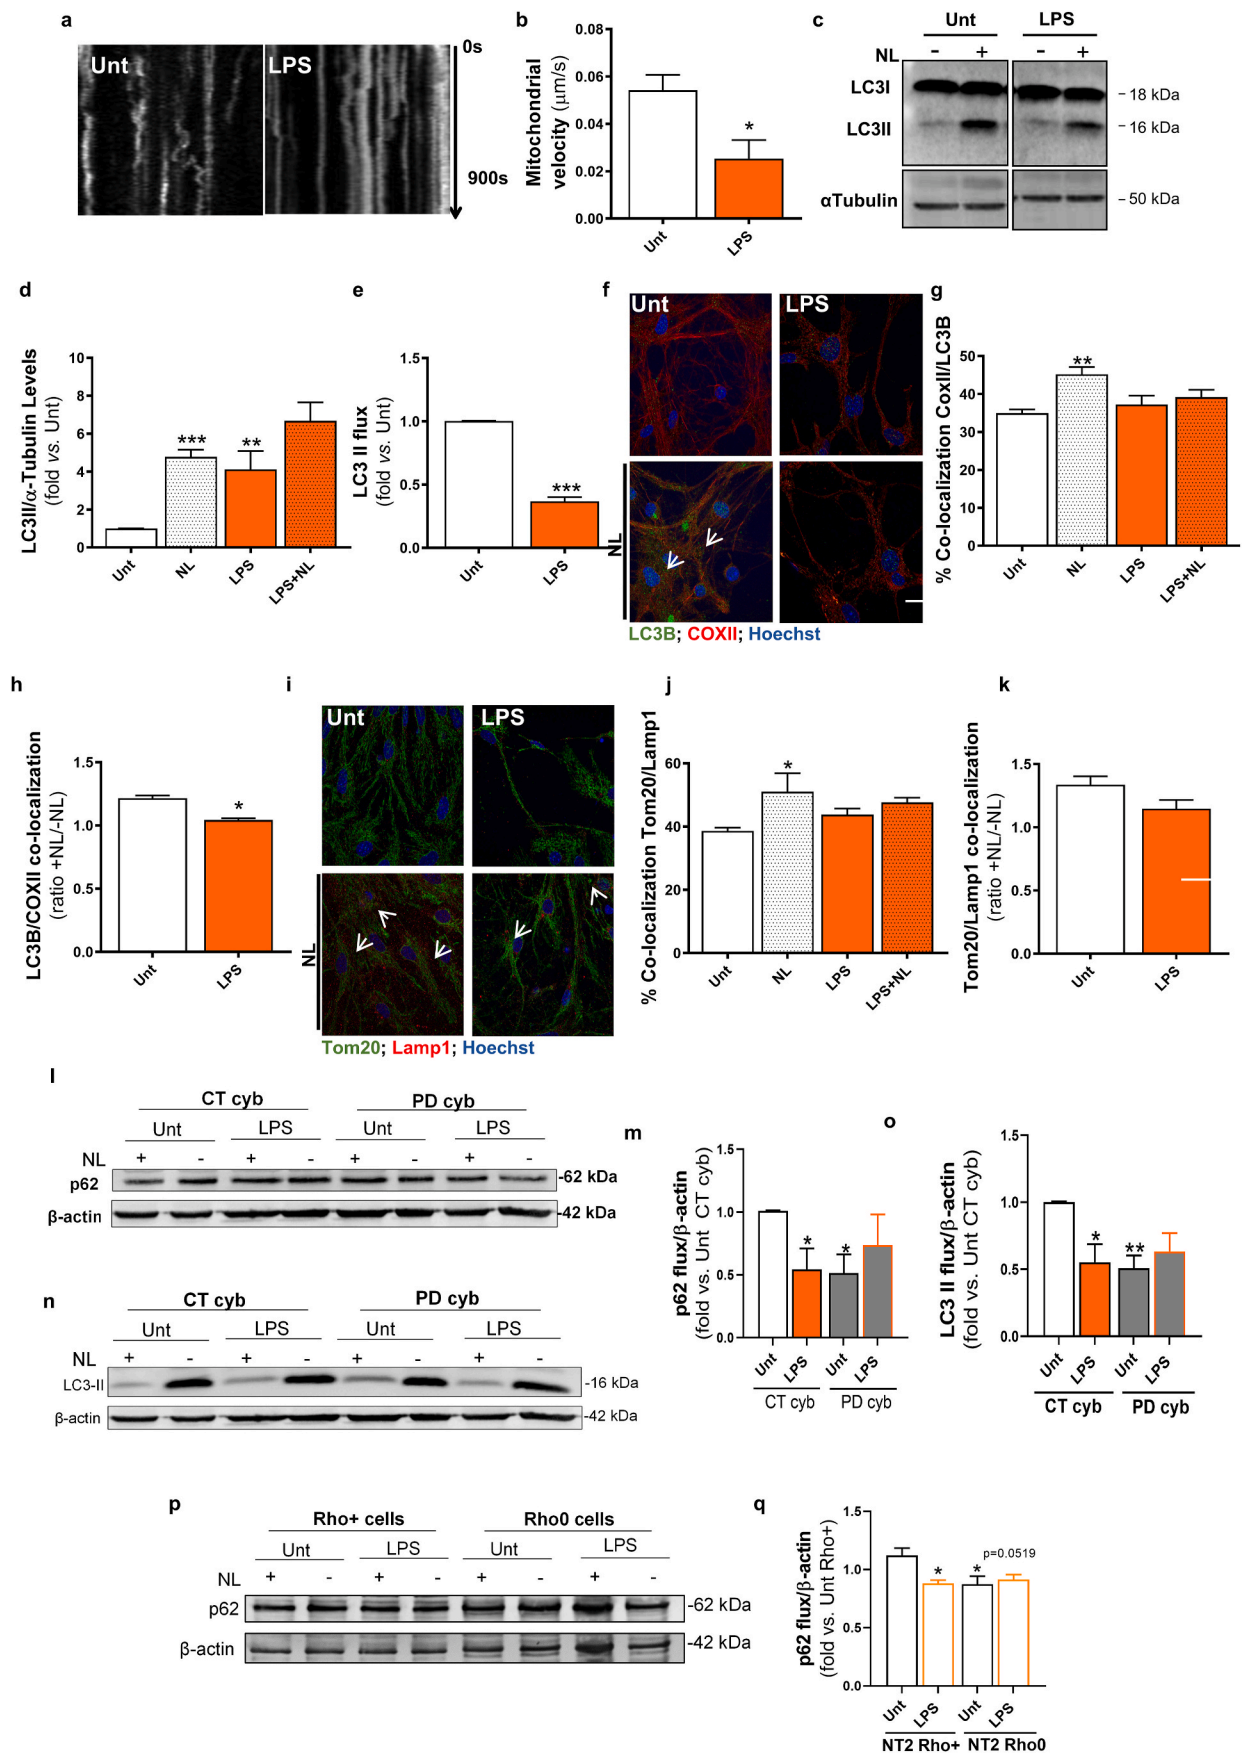 a
Unt
LPS
0s
900s
b
Mitochondrial
velocity (μm/s)
0.08
0.06
0.04
0.02
0.00
*
Unt
LPS
c
Unt
LPS
NL
-
+
-
+
LC3I
LC3II
αTubulin
- 18 kDa
- 16 kDa
- 50 kDa
d
LC3II/α-Tubulin Levels
(fold vs. Unt)
10
8
6
4
2
0
***
**
Unt
NL
LPS
LPS+NL
e
LC3 II flux
(fold vs. Unt)
1.5
1.0
0.5
0.0
***
Unt
LPS
f
Unt
LPS
NL
LC3B; COXII; Hoechst
g
% Co-localization CoxII/LC3B
50
40
30
20
10
0
**
Unt
NL
LPS
LPS+NL
h
LC3B/COXII co-localization
(ratio +NL/-NL)
1.5
1.0
0.5
0.0
*
Unt
LPS
i
Unt
LPS
NL
Tom20; Lamp1; Hoechst
j
% Co-localization Tom20/Lamp1
60
40
20
0
*
Unt
NL
LPS
LPS+NL
k
Tom20/Lamp1 co-localization
(ratio +NL/-NL)
1.5
1.0
0.5
0.0
Unt
LPS
l
CT cyb
PD cyb
Unt
LPS
Unt
LPS
NL
+
-
+
-
+
-
+
-
p62
-62 kDa
β-actin
-42 kDa
m
p62 flux/β-actin
(fold vs. Unt CT cyb)
1.5
1.0
0.5
0.0
*
*
Unt
LPS
Unt
LPS
CT cyb
PD cyb
n
CT cyb
PD cyb
Unt
LPS
Unt
LPS
NL
+
-
+
-
+
-
+
-
LC3-II
-16 kDa
β-actin
-42 kDa
o
LC3 II flux/β-actin
(fold vs. Unt CT cyb)
1.5
1.0
0.5
0.0
*
**
Unt
LPS
Unt
LPS
CT cyb
PD cyb
p
Rho+ cells
Rho0 cells
Unt
LPS
Unt
LPS
NL
+
-
+
-
+
-
+
-
p62
-62 kDa
β-actin
-42 kDa
q
p62 flux/β-actin
(fold vs. Unt Rho+)
1.5
1.0
0.5
0.0
*
*
p=0.0519
Unt
LPS
Unt
LPS
NT2 Rho+
NT2 Rho0